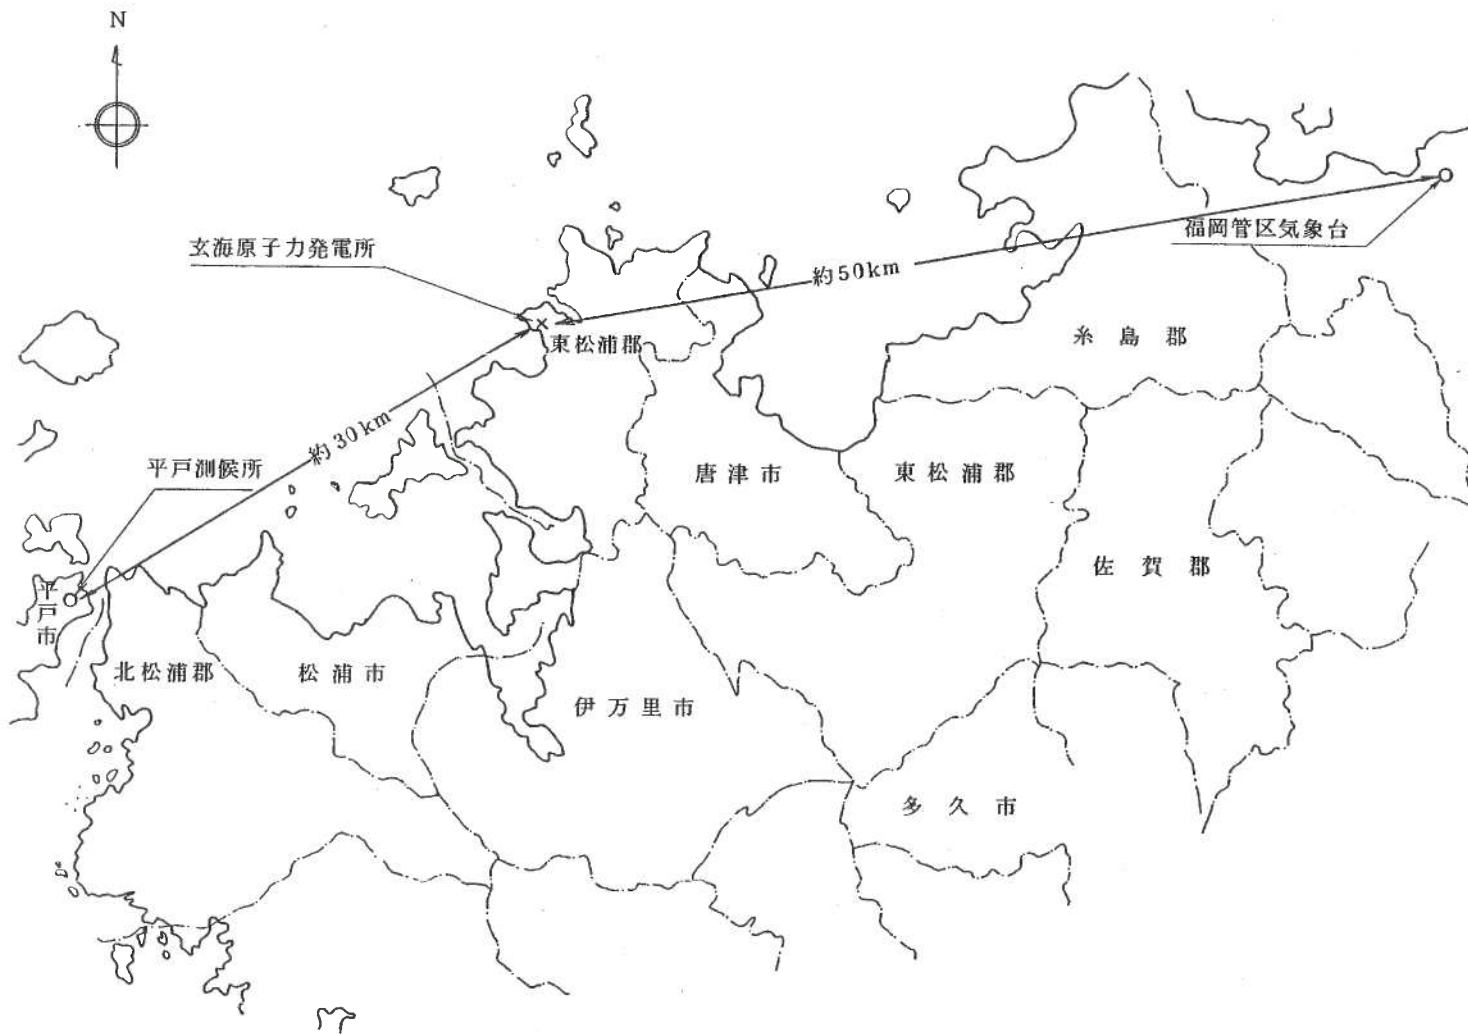 N
福岡管区気象台
玄海原子力発電所
約50km
東松浦郡
糸島郡
約30km
平戸測候所
唐津市
東松浦郡
佐賀郡
平戸市
北松浦郡
松浦市
伊万里市
多久市